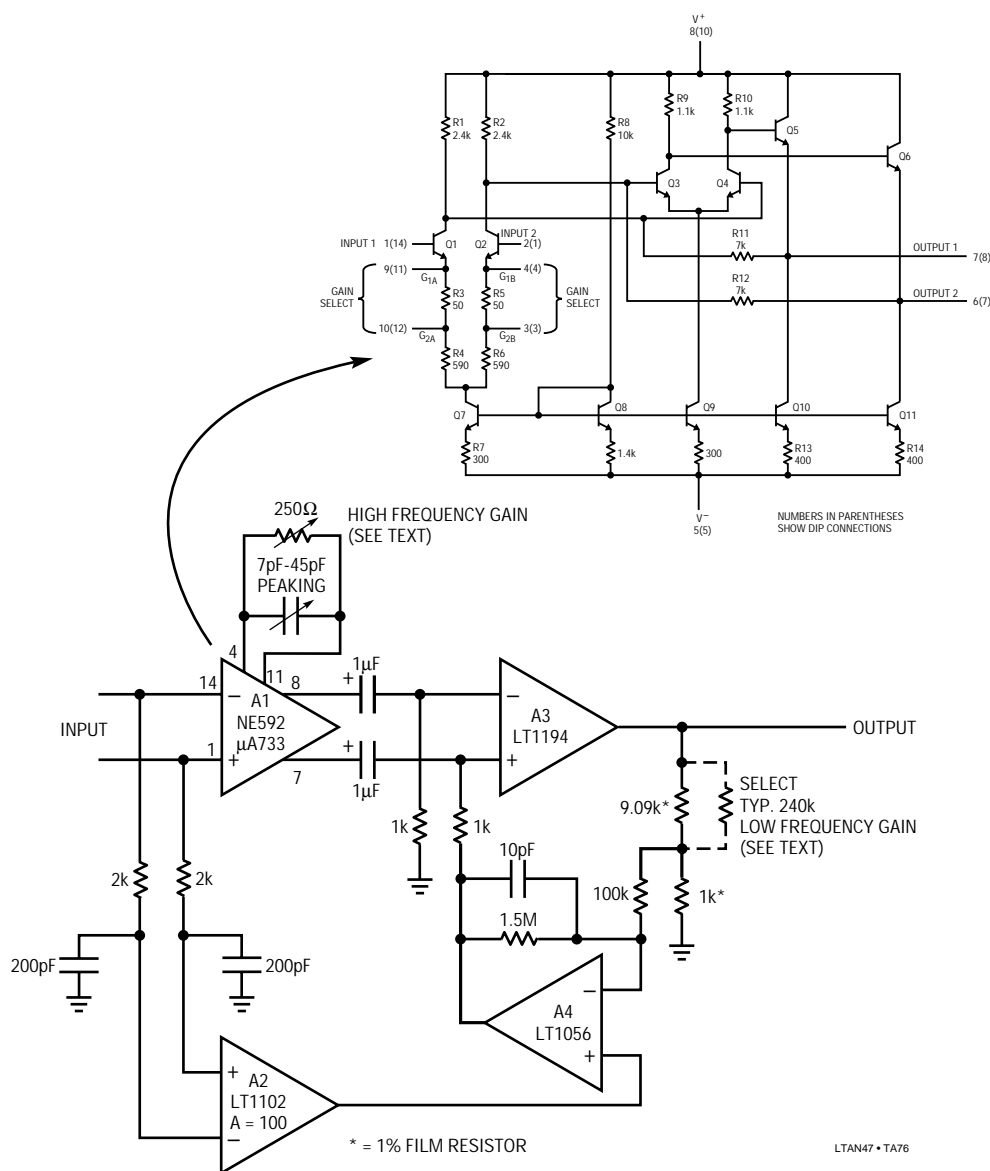 V+
8(10)
R1
2.4k
R2
2.4k
R8
10k
R9
1.1k
R10
1.1k
Q5
Q6
Q3
Q4
INPUT 1 1(14)
Q1
Q2
INPUT 2
2(1)
R11
7k
OUTPUT 1
7(8)
R12
7k
OUTPUT 2
6(7)
GAIN
SELECT
9(11)
G1A
R3
50
10(12)
G2A
R4
590
4(4)
G1B
R5
50
3(3)
G2B
R6
590
GAIN
SELECT
Q7
Q8
Q9
Q10
Q11
R7
300
1.4k
300
R13
400
R14
400
V–
5(5)
NUMBERS IN PARENTHESES
SHOW DIP CONNECTIONS
250Ω
HIGH FREQUENCY GAIN
(SEE TEXT)
7pF-45pF
PEAKING
4
11
14
8
–
A1
NE592
µA733
INPUT
1
+
7
+
1µF
+
1µF
–
A3
LT1194
+
OUTPUT
1k
1k
9.09k*
SELECT
TYP. 240k
LOW FREQUENCY GAIN
(SEE TEXT)
10pF
100k
1k*
1.5M
2k
2k
200pF
200pF
–
A4
LT1056
+
+
A2
LT1102
A = 100
–
* = 1% FILM RESISTOR
LTAN47 • TA76